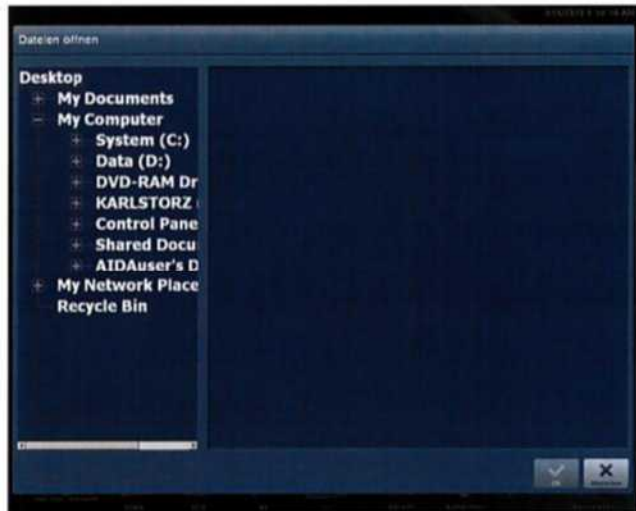 Dateien öffnen
Desktop
My Documents
My Computer
System (C:)
Data (D:)
DVD-RAM Dr
KARLSTORZ
Control Pane
Shared Docu
AIDAuser's D
My Network Place
Recycle Bin